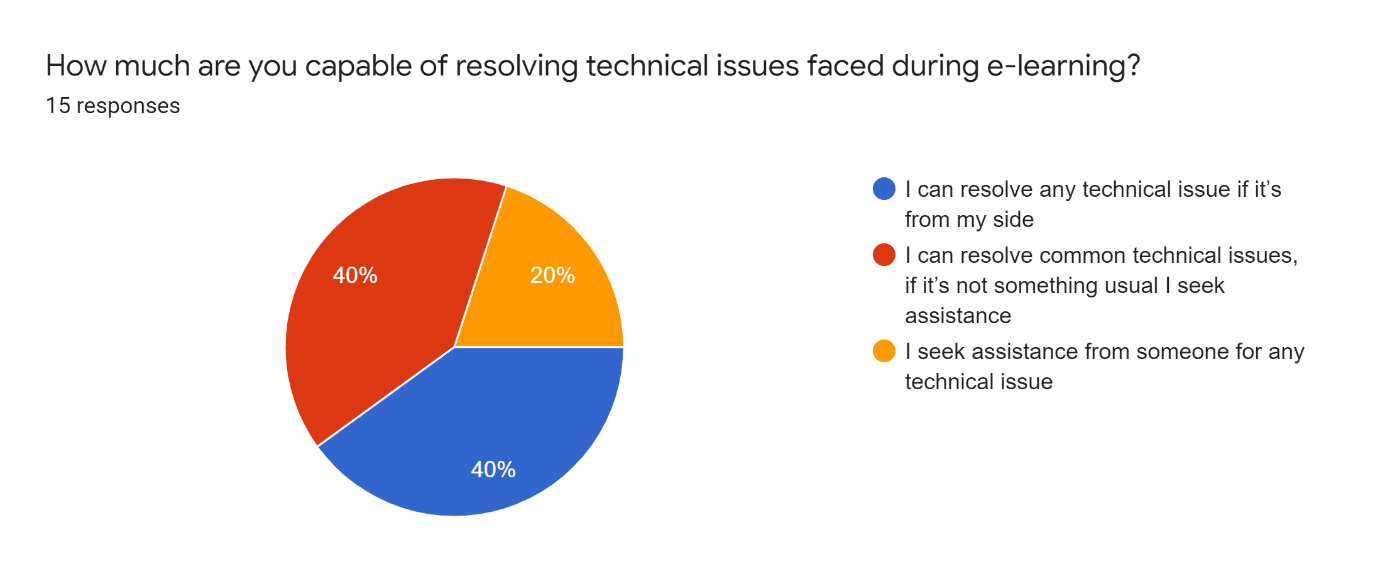 How much are you capable of resolving technical issues faced during e-learning?
15 responses
40%
20%
40%
I can resolve any technical issue if it’s
from my side
I can resolve common technical issues,
if it’s not something usual I seek
assistance
I seek assistance from someone for any
technical issue